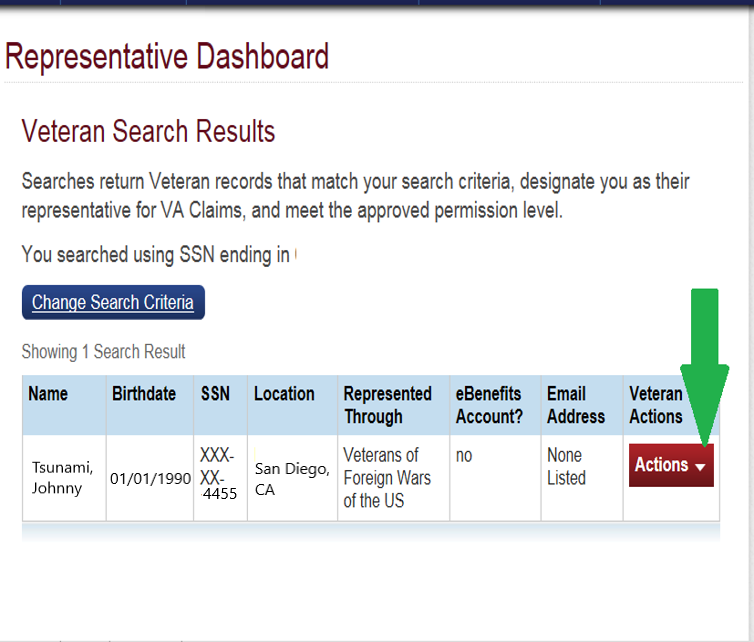 Representative Dashboard
Veteran Search Results
Searches return Veteran records that match your search criteria, designate you as their
representative for VA Claims, and meet the approved permission level.
You searched using SSN ending in
Change Search Criteria
Showing 1 Search Result
Name Birthdate SSN Location Represented Through eBenefits Account? Email Address Veteran Actions
Tsunami, Johnny 01/01/1990 XXX-XX-4455 San Diego, CA Veterans of Foreign Wars of the US no None Listed Actions